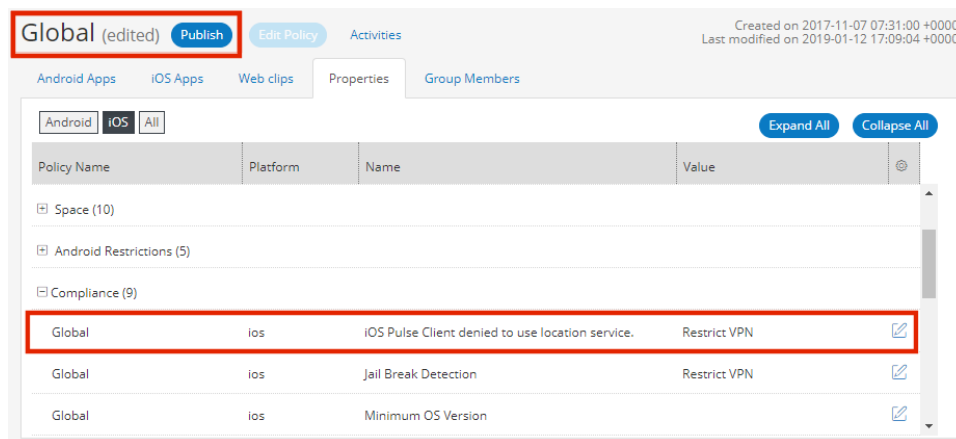 Global (edited) Publish Edit Policy Activities
Created on 2017-11-07 07:31:00 +0000
Last modified on 2019-01-12 17:09:04 +0000
Android Apps iOS Apps Web clips Properties Group Members
Android iOS All
Expand All Collapse All
Policy Name Platform Name Value
Space (10)
Android Restrictions (5)
Compliance (9)
Global ios iOS Pulse Client denied to use location service. Restrict VPN
Global ios Jail Break Detection Restrict VPN
Global ios Minimum OS Version